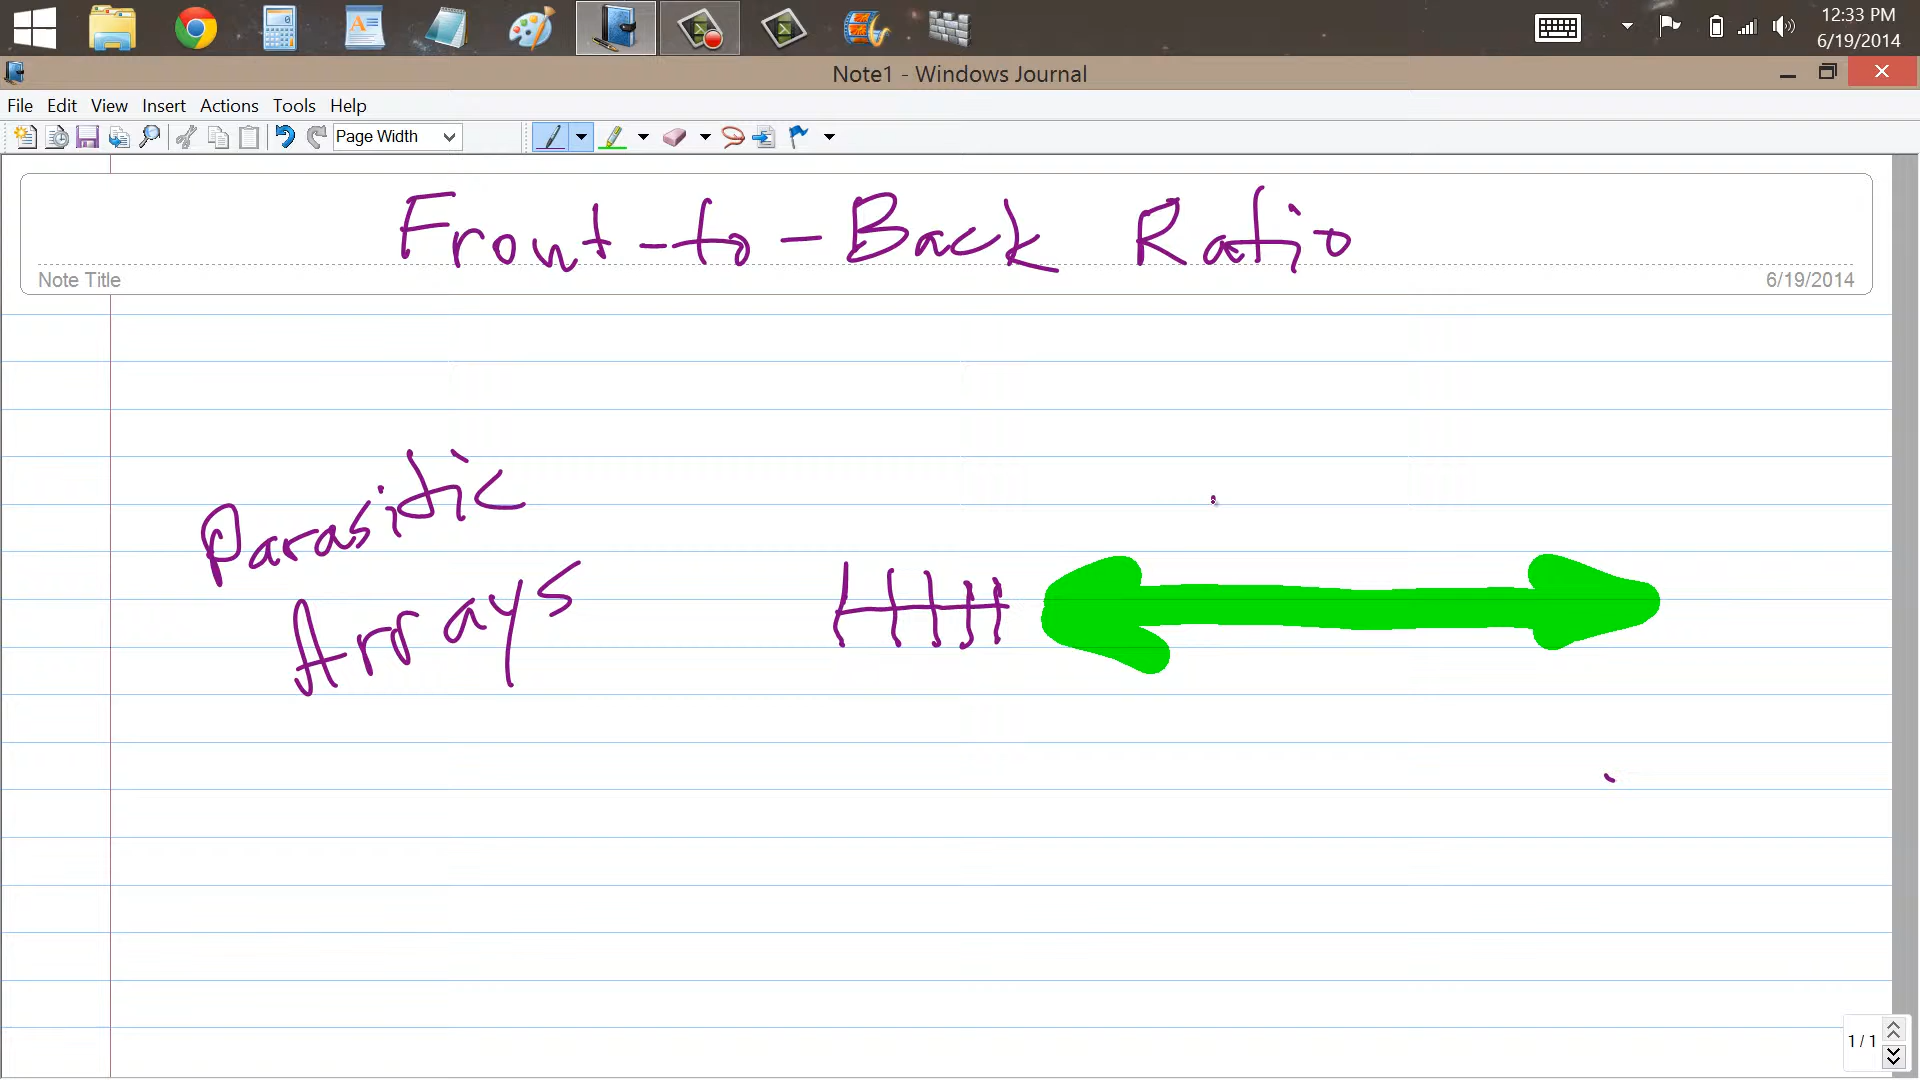 12:33 PM
6/19/2014
Note1 - Windows Journal
File Edit View Insert Actions Tools Help
Page Width
Front-to-Back Ratio
Note Title 6/19/2014
Parasitic
Arrays
1 / 1